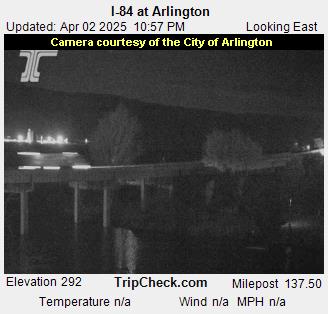 I-84 at Arlington
Updated: Apr 02 2025 10:57 PM Looking East
Camera courtesy of the City of Arlington
Elevation 292 TripCheck.com Milepost 137.50
Temperature n/a Wind n/a MPH n/a